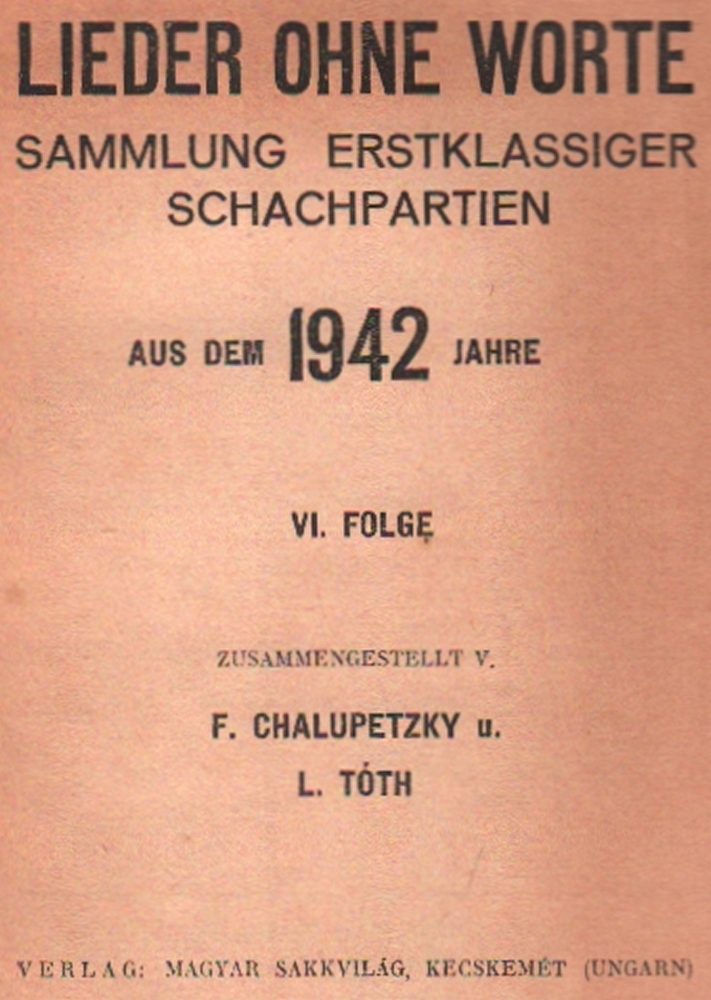 LIEDER OHNE WORTE
SAMMLUNG ERSTKLASSIGER
SCHACHPARTIEN
AUS DEM 1942 JAHRE
VI. FOLGE
ZUSAMMENGESTELLT V.
F. CHALUPETZKY u.
L. TÓTH
VERLAG: MAGYAR SAKKVILÁG, KECSKEMÉT (UNGARN)